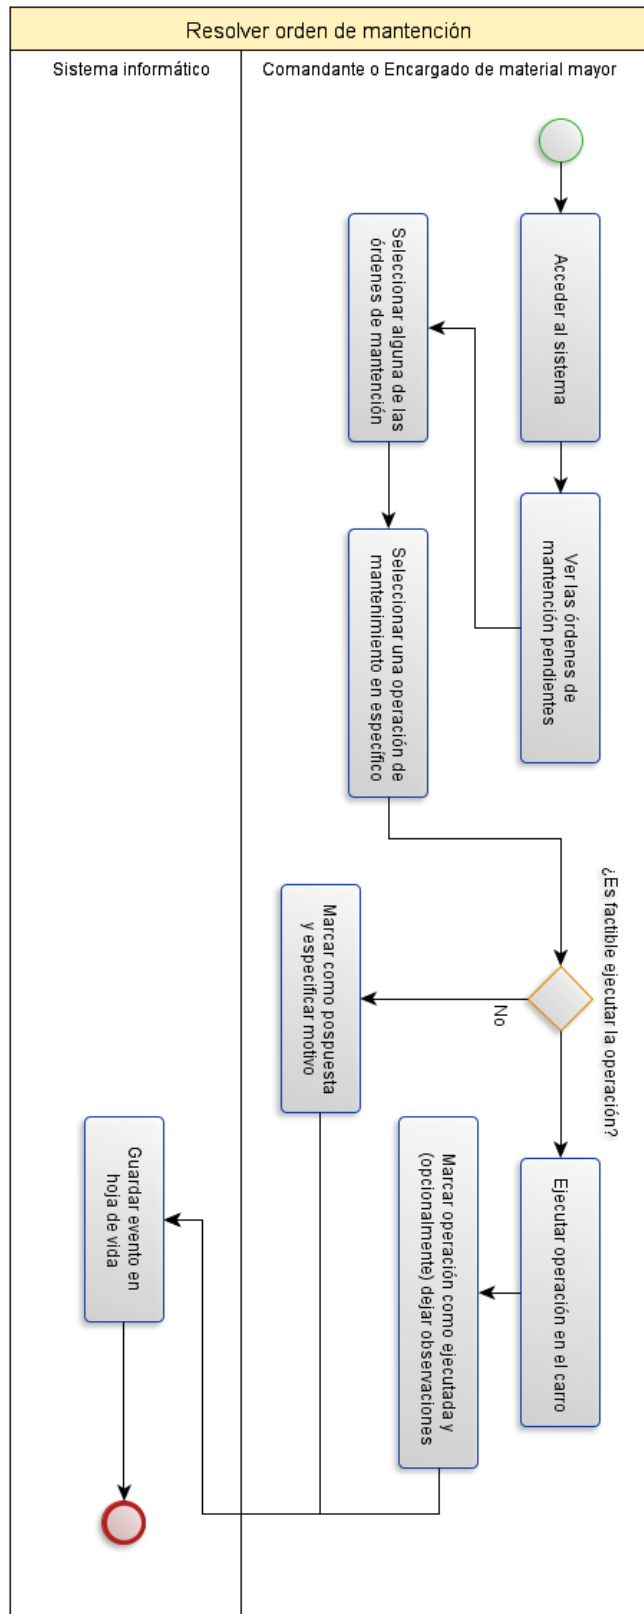 Resolver orden de mantención
Sistema informático
Comandante o Encargado de material mayor
Acceder al sistema
Ver las órdenes de
mantención pendientes
Seleccionar alguna de las
órdenes de mantención
Seleccionar una operación de
mantenimiento en específico
¿Es factible ejecutar la operación?
No
Marcar como pospuesta
y especificar motivo
Ejecutar operación en el carro
Marcar operación como ejecutada y
(opcionalmente) dejar observaciones
Guardar evento en
hoja de vida